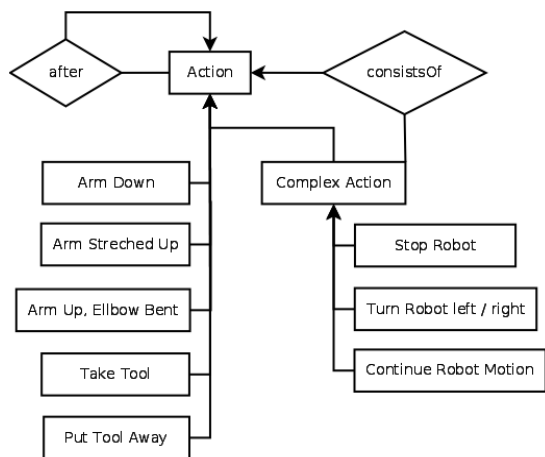 after
Action
consistsOf
Arm Down
Complex Action
Arm Streched Up
Stop Robot
Arm Up, Ellbow Bent
Turn Robot left / right
Take Tool
Continue Robot Motion
Put Tool Away